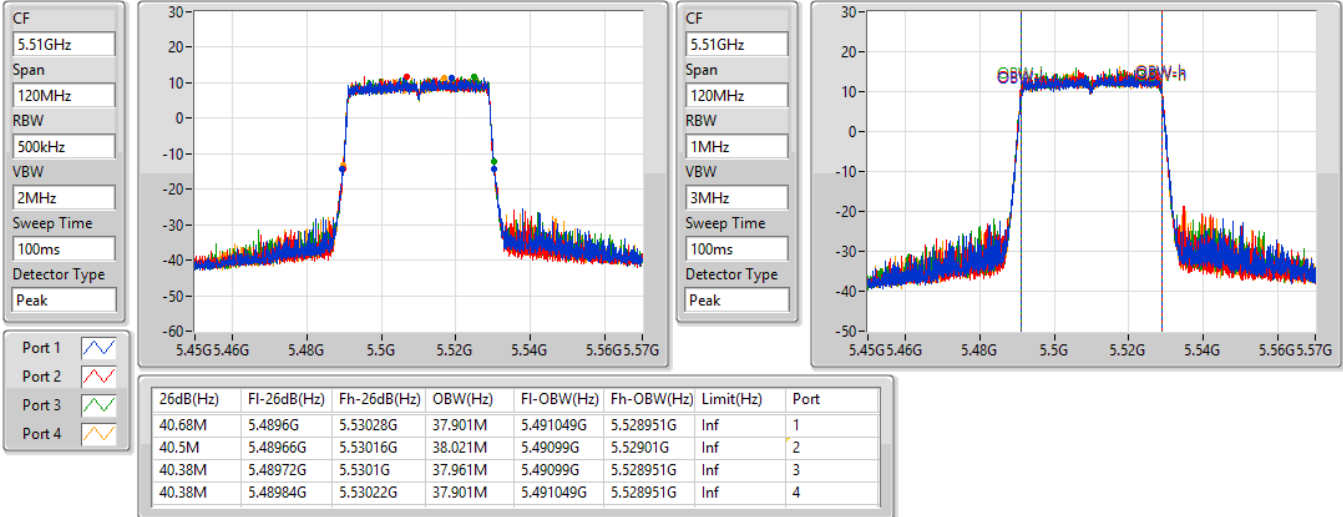 CF
5.51GHz
Span
120MHz
RBW
500kHz
VBW
2MHz
Sweep Time
100ms
Detector Type
Peak
30
20
10
0
-10
-20
-30
-40
-50
-60
5.45G 5.46G 5.48G 5.5G 5.52G 5.54G 5.56G 5.57G
CF
5.51GHz
Span
120MHz
RBW
1MHz
VBW
3MHz
Sweep Time
100ms
Detector Type
Peak
30
20
10
0
-10
-20
-30
-40
-50
OBW-h
5.45G 5.46G 5.48G 5.5G 5.52G 5.54G 5.56G 5.57G
Port 1
Port 2
Port 3
Port 4
26dB(Hz) Fl-26dB(Hz) Fh-26dB(Hz) OBW(Hz) Fl-OBW(Hz) Fh-OBW(Hz) Limit(Hz) Port
40.68M 5.4896G 5.53028G 37.901M 5.491049G 5.528951G Inf 1
40.5M 5.48966G 5.53016G 38.021M 5.49099G 5.52901G Inf 2
40.38M 5.48972G 5.5301G 37.961M 5.49099G 5.528951G Inf 3
40.38M 5.48984G 5.53022G 37.901M 5.491049G 5.528951G Inf 4